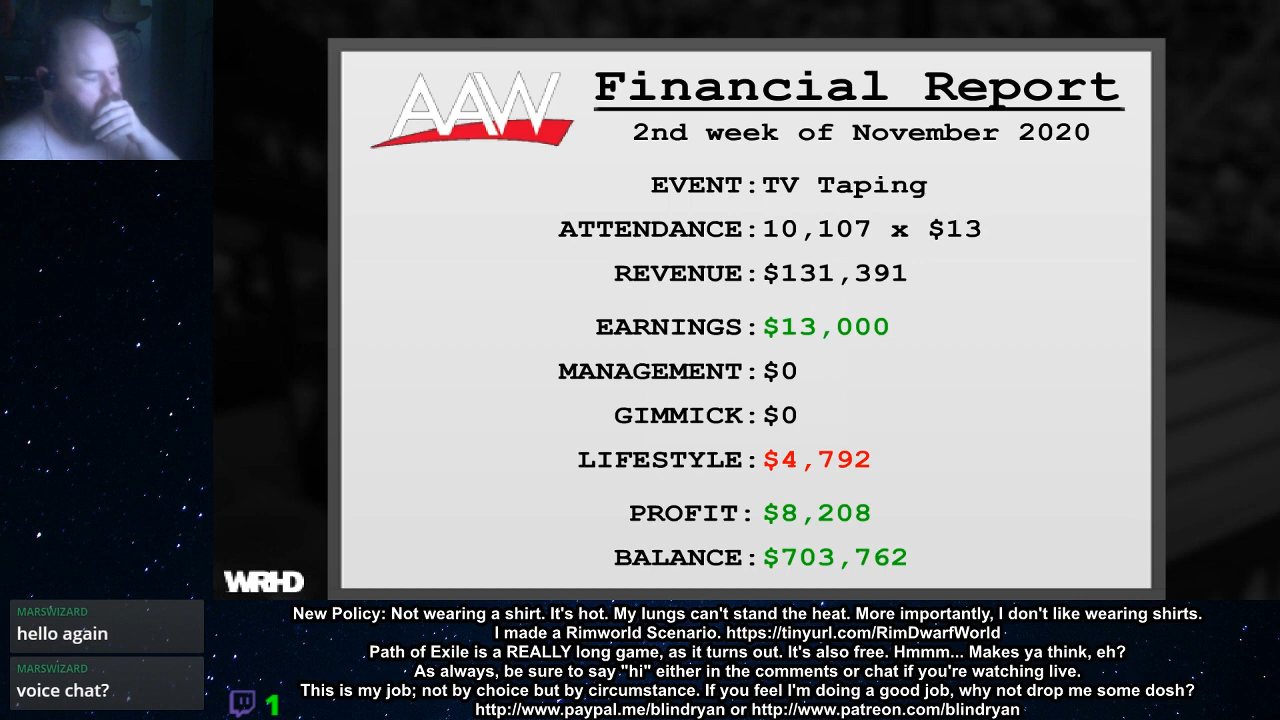 AAW
Financial Report
2nd week of November 2020
EVENT: TV Taping
ATTENDANCE: 10,107 x $13
REVENUE: $131,391
EARNINGS: $13,000
MANAGEMENT: $0
GIMMICK: $0
LIFESTYLE: $4,792
PROFIT: $8,208
BALANCE: $703,762
WRHD
MARSWIZARD
hello again
MARSWIZARD
voice chat?
1
New Policy: Not wearing a shirt. It's hot. My lungs can't stand the heat. More importantly, I don't like wearing shirts.
I made a Rimworld Scenario. https://tinyurl.com/RimDwarfWorld
Path of Exile is a REALLY long game, as it turns out. It's also free. Hmmm... Makes ya think, eh?
As always, be sure to say "hi" either in the comments or chat if you're watching live.
This is my job; not by choice but by circumstance. If you feel I'm doing a good job, why not drop me some dosh?
http://www.paypal.me/blindryan or http://www.patreon.com/blindryan